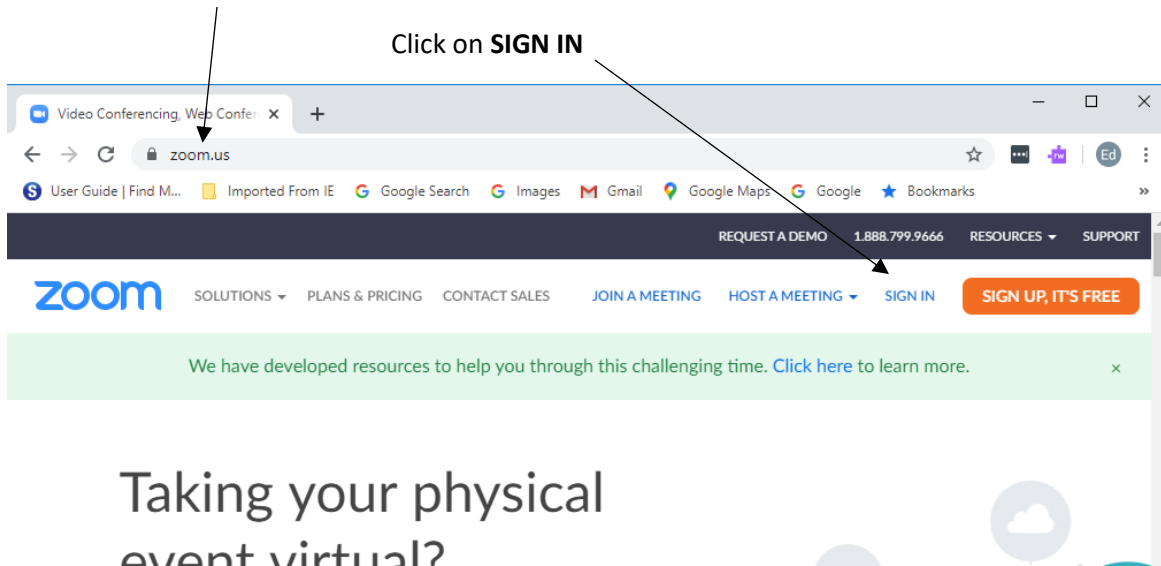 Click on SIGN IN
Video Conferencing, Web Confer
zoom.us
Ed
User Guide | Find M... Imported From IE Google Search Images Gmail Google Maps Google Bookmarks »
REQUEST A DEMO 1.888.799.9666 RESOURCES SUPPORT
zoom SOLUTIONS PLANS & PRICING CONTACT SALES JOIN A MEETING HOST A MEETING SIGN IN SIGN UP, IT'S FREE
We have developed resources to help you through this challenging time. Click here to learn more. ×
Taking your physical
event virtual?